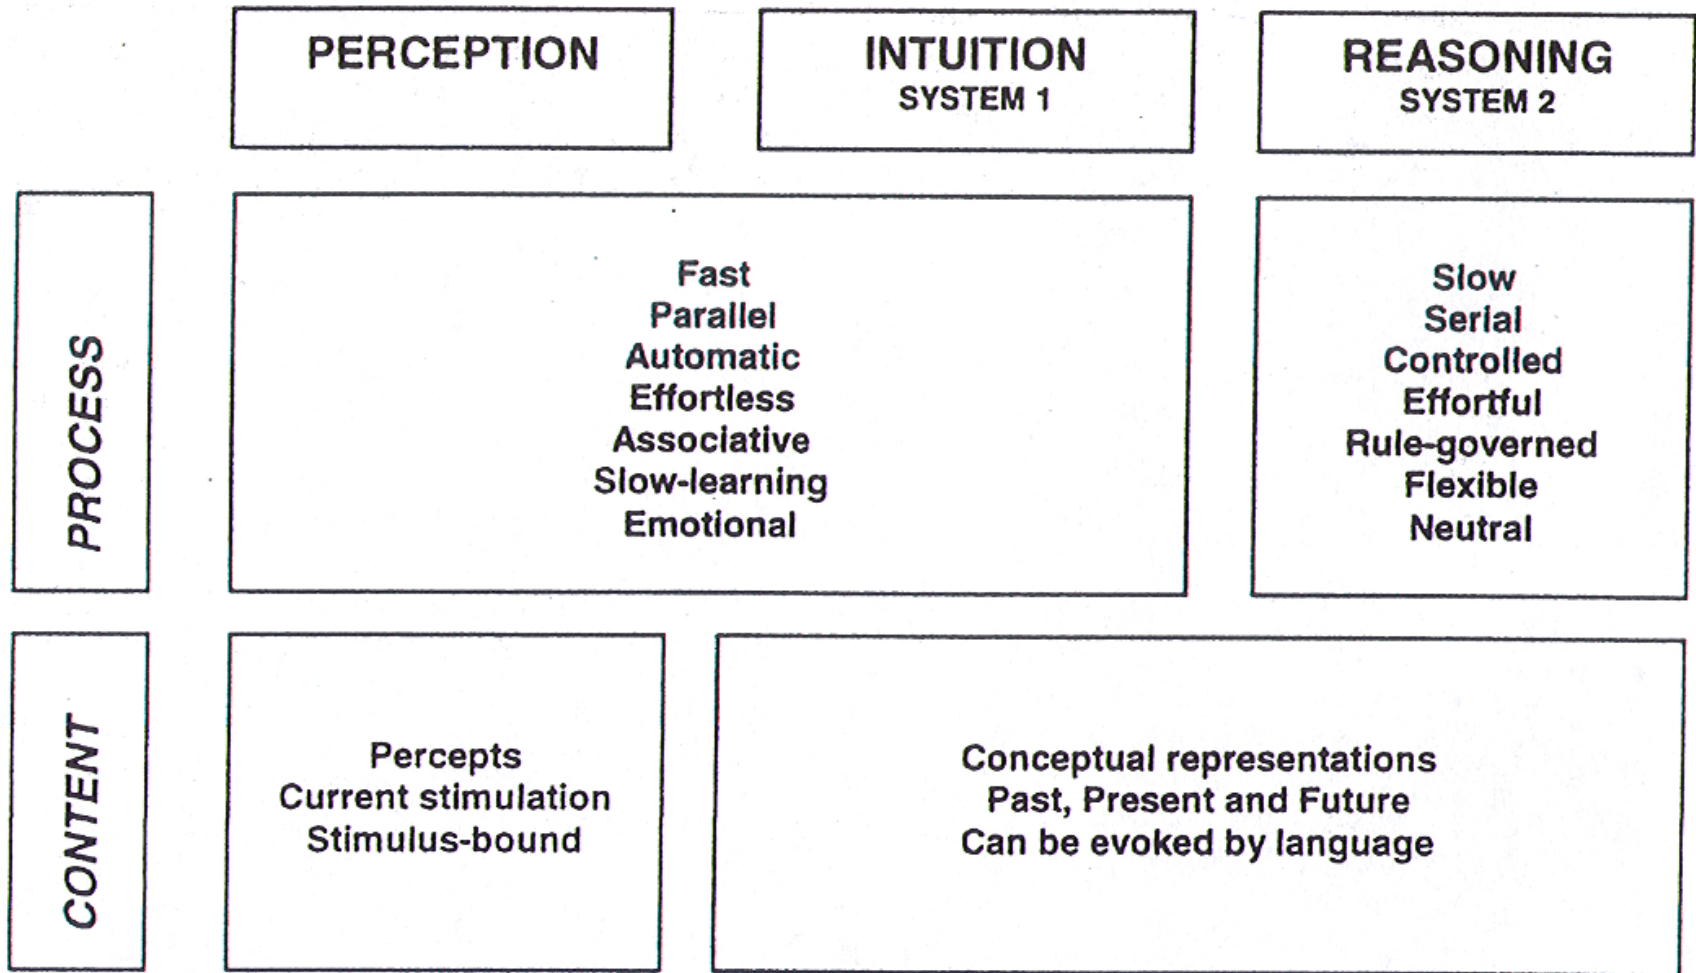 PERCEPTION
INTUITION
SYSTEM 1
REASONING
SYSTEM 2
PROCESS
Fast
Parallel
Automatic
Effortless
Associative
Slow-learning
Emotional
Slow
Serial
Controlled
Effortful
Rule-governed
Flexible
Neutral
CONTENT
Percepts
Current stimulation
Stimulus-bound
Conceptual representations
Past, Present and Future
Can be evoked by language